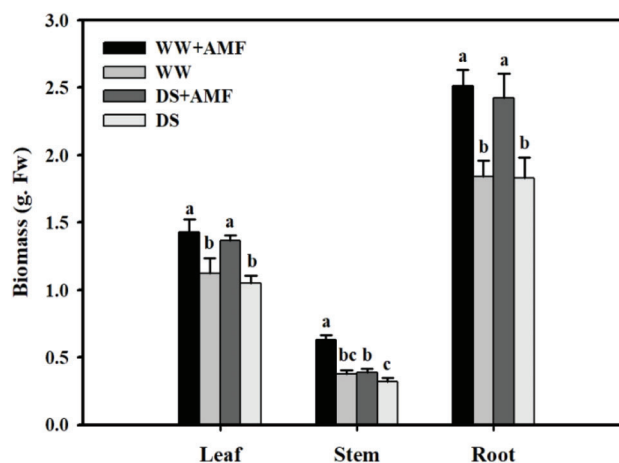 3.0
2.5
2.0
1.5
1.0
0.5
0.0
Biomass (g. Fw)
WW+AMF
WW
DS+AMF
DS
a
b
a
b
a
bc
b
c
a
b
a
b
Leaf Stem Root